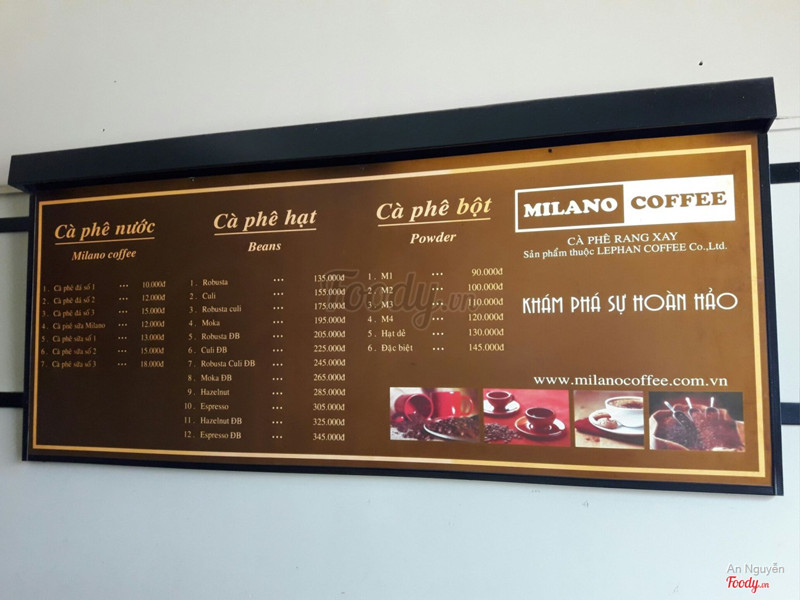 Cà phê nước
Milano coffee
1. Cà phê đá số 1 ... 10.000đ
2. Cà phê đá số 2 ... 12.000đ
3. Cà phê đá số 3 ... 15.000đ
4. Cà phê sữa Milano ... 12.000đ
5. Cà phê sữa số 1 ... 13.000đ
6. Cà phê sữa số 2 ... 15.000đ
7. Cà phê sữa số 3 ... 18.000đ
Cà phê hạt
Beans
1. Robusta ... 135.000đ
2. Culi ... 155.000đ
3. Robusta culi ... 175.000đ
4. Moka ... 195.000đ
5. Robusta ĐB ... 205.000đ
6. Culi ĐB ... 225.000đ
7. Robusta Culi ĐB ... 245.000đ
8. Moka ĐB ... 265.000đ
9. Hazelnut ... 285.000đ
10. Espresso ... 305.000đ
11. Hazelnut ĐB ... 325.000đ
12. Espresso ĐB ... 345.000đ
Cà phê bột
Powder
1. M1 ... 90.000đ
2. M2 ... 100.000đ
3. M3 ... 110.000đ
4. M4 ... 120.000đ
5. Hạt dẻ ... 130.000đ
6. Đặc biệt ... 145.000đ
MILANO COFFEE
CÀ PHÊ RANG XAY
Sản phẩm thuộc LEPHAN COFFEE Co.,Ltd.
KHÁM PHÁ SỰ HOÀN HẢO
www.milanocoffee.com.vn
Foody.vn
An Nguyễn
Foody.vn